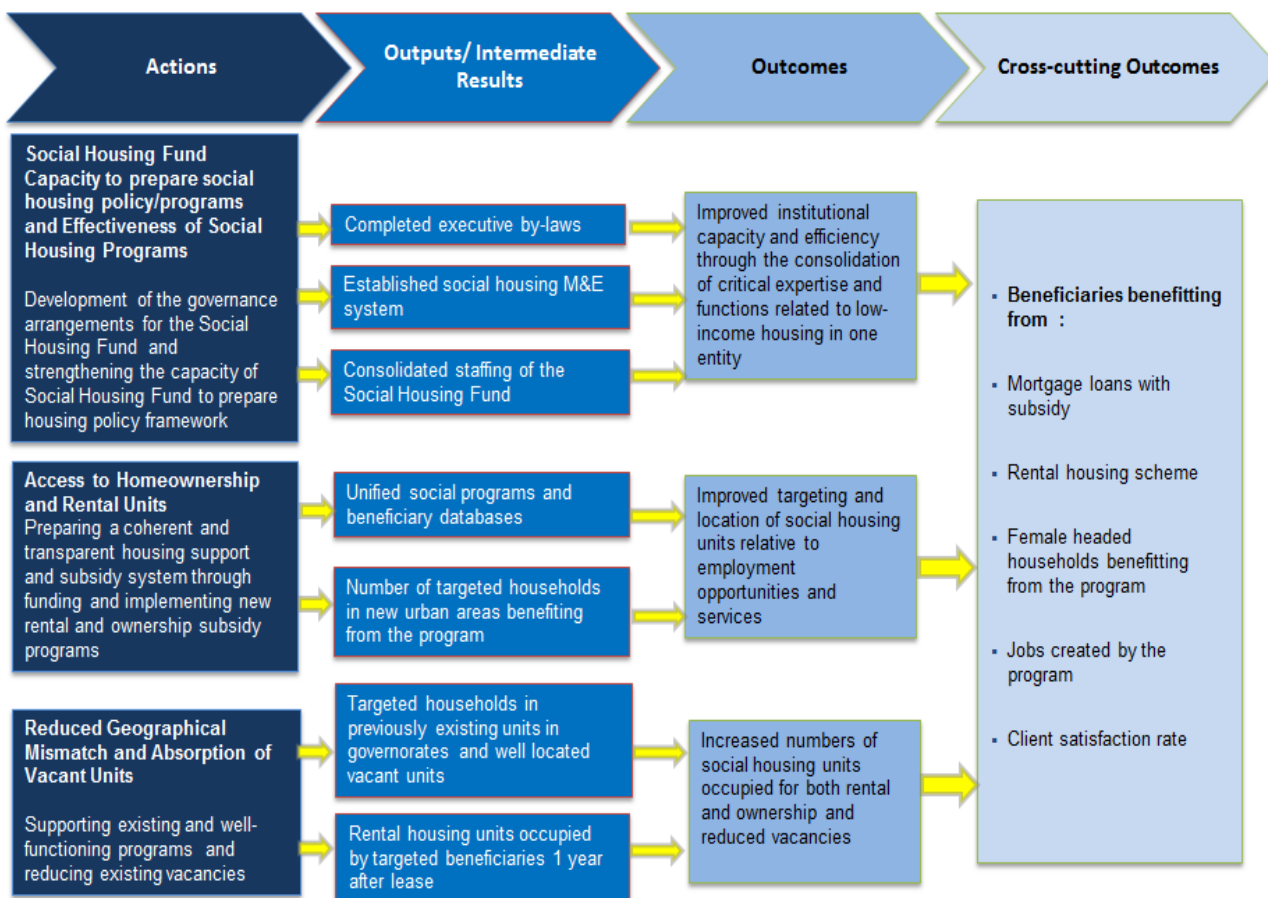 Actions
Outputs/ Intermediate
Results
Outcomes
Cross-cutting Outcomes
Social Housing Fund
Capacity to prepare social
housing policy/programs
and Effectiveness of Social
Housing Programs
Development of the governance
arrangements for the Social
Housing Fund and
strengthening the capacity of
Social Housing Fund to prepare
housing policy framework
Completed executive by-laws
Established social housing M&E
system
Consolidated staffing of the
Social Housing Fund
Improved institutional
capacity and efficiency
through the consolidation
of critical expertise and
functions related to low-
income housing in one
entity
Access to Homeownership
and Rental Units
Preparing a coherent and
transparent housing support
and subsidy system through
funding and implementing new
rental and ownership subsidy
programs
Unified social programs and
beneficiary databases
Number of targeted households
in new urban areas benefiting
from the program
Improved targeting and
location of social housing
units relative to
employment
opportunities and
services
Reduced Geographical
Mismatch and Absorption of
Vacant Units
Supporting existing and well-
functioning programs and
reducing existing vacancies
Targeted households in
previously existing units in
governorates and well located
vacant units
Rental housing units occupied
by targeted beneficiaries 1 year
after lease
Increased numbers of
social housing units
occupied for both rental
and ownership and
reduced vacancies
▪ Beneficiaries benefitting
from :
▪ Mortgage loans with
subsidy
▪ Rental housing scheme
▪ Female headed
households benefitting
from the program
▪ Jobs created by the
program
▪ Client satisfaction rate